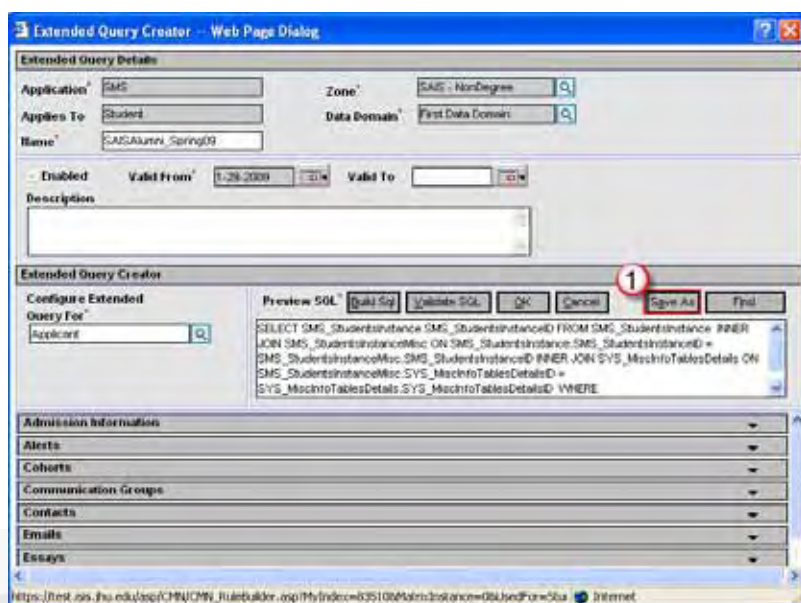 Extended Query Creator -- Web Page Dialog
Extended Query Details
Application* SMS Zone* SAIS - NonDegree
Applies To Student Data Domain* First Data Domain
Name* SAISAlumni_Spring09
Enabled Valid From* 1-28-2009 Valid To
Description
Extended Query Creator
1
Configure Extended Query For* Preview SQL* Build Sql Validate SQL OK Cancel Save As Find
Applicant
SELECT SMS_StudentsInstance.SMS_StudentsInstanceID FROM SMS_StudentsInstance INNER
JOIN SMS_StudentsInstanceMisc ON SMS_StudentsInstance.SMS_StudentsInstanceID =
SMS_StudentsInstanceMisc.SMS_StudentsInstanceID INNER JOIN SYS_MiscInfoTablesDetails ON
SMS_StudentsInstanceMisc.SYS_MiscInfoTablesDetailsID =
SYS_MiscInfoTablesDetails.SYS_MiscInfoTablesDetailsID WHERE
Admission Information
Alerts
Cohorts
Communication Groups
Contacts
Emails
Essays
Internet